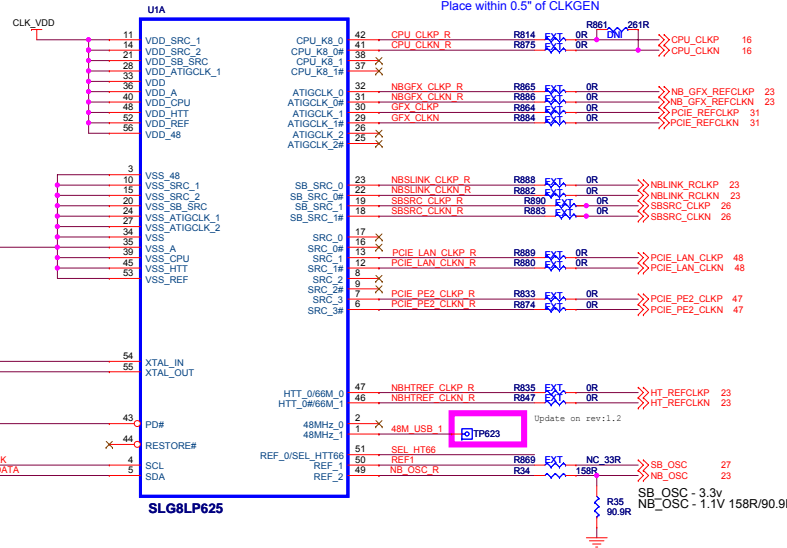 Place within 0.5" of CLKGEN
CLK_VDD
U1A
11 VDD_SRC_1
14 VDD_SRC_2
21 VDD_SB_SRC
28 VDD_ATIGCLK_1
33 VDD
36 VDD_A
40 VDD_CPU
48 VDD_HTT
52 VDD_REF
56 VDD_48
3 VSS_48
10 VSS_SRC_1
15 VSS_SRC_2
20 VSS_SB_SRC
24 VSS_ATIGCLK_1
27 VSS_ATIGCLK_2
34 VSS
35 VSS_A
39 VSS_CPU
45 VSS_HTT
53 VSS_REF
54 XTAL_IN
55 XTAL_OUT
43 PD#
44 RESTORE#
K 4 SCL
DATA 5 SDA
R861 261R
DNI
CPU_K8_0 42 CPU_CLKP_R R814 EXT 0R CPU_CLKP 16
CPU_K8_0# 41 CPU_CLKN_R R875 EXT 0R CPU_CLKN 16
CPU_K8_1 38
CPU_K8_1# 37
ATIGCLK_0 32 NBGFX_CLKP_R R865 EXT 0R NB_GFX_REFCLKP 23
ATIGCLK_0# 31 NBGFX_CLKN_R R886 EXT 0R NB_GFX_REFCLKN 23
ATIGCLK_1 30 GFX_CLKP R864 EXT 0R PCIE_REFCLKP 31
ATIGCLK_1# 29 GFX_CLKN R884 EXT 0R PCIE_REFCLKN 31
ATIGCLK_2 26
ATIGCLK_2# 25
SB_SRC_0 23 NBSLINK_CLKP_R R888 EXT 0R NBLINK_RCLKP 23
SB_SRC_0# 22 NBSLINK_CLKN_R R882 EXT 0R NBLINK_RCLKN 23
SB_SRC_1 19 SBSRC_CLKP_R R890 EXT 0R SBSRC_CLKP 26
SB_SRC_1# 18 SBSRC_CLKN_R R883 EXT 0R SBSRC_CLKN 26
SRC_0 17
SRC_0# 16
SRC_1 13 PCIE_LAN_CLKP_R R889 EXT 0R PCIE_LAN_CLKP 48
SRC_1# 12 PCIE_LAN_CLKN_R R880 EXT 0R PCIE_LAN_CLKN 48
SRC_2 8
SRC_2# 9
SRC_3 7 PCIE_PE2_CLKP_R R833 EXT 0R PCIE_PE2_CLKP 47
SRC_3# 6 PCIE_PE2_CLKN_R R874 EXT 0R PCIE_PE2_CLKN 47
HTT_0/66M_0 47 NBHTREF_CLKP_R R835 EXT 0R HT_REFCLKP 23
HTT_0#/66M_1 46 NBHTREF_CLKN_R R847 EXT 0R HT_REFCLKN 23
48MHz_0 2
48MHz_1 1 48M_USB_1 TP623
Update on rev:1.2
REF_0/SEL_HTT66 51 SEL_HT66
REF_1 50 REF1 R869 EXT NC_33R SB_OSC 27
REF_2 49 NB_OSC_R R34 158R NB_OSC 23
SLG8LP625
R35
90.9R
SB_OSC - 3.3v
NB_OSC - 1.1V 158R/90.9